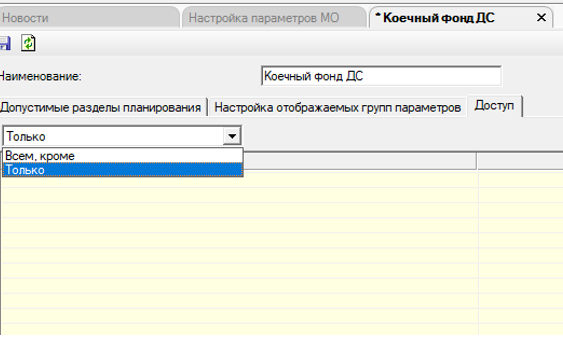 Новости Настройка параметров МО * Коечный Фонд ДС
Наименование: Коечный фонд ДС
Допустимые разделы планирования Настройка отображаемых групп параметров Доступ
Только
Всем, кроме
Только